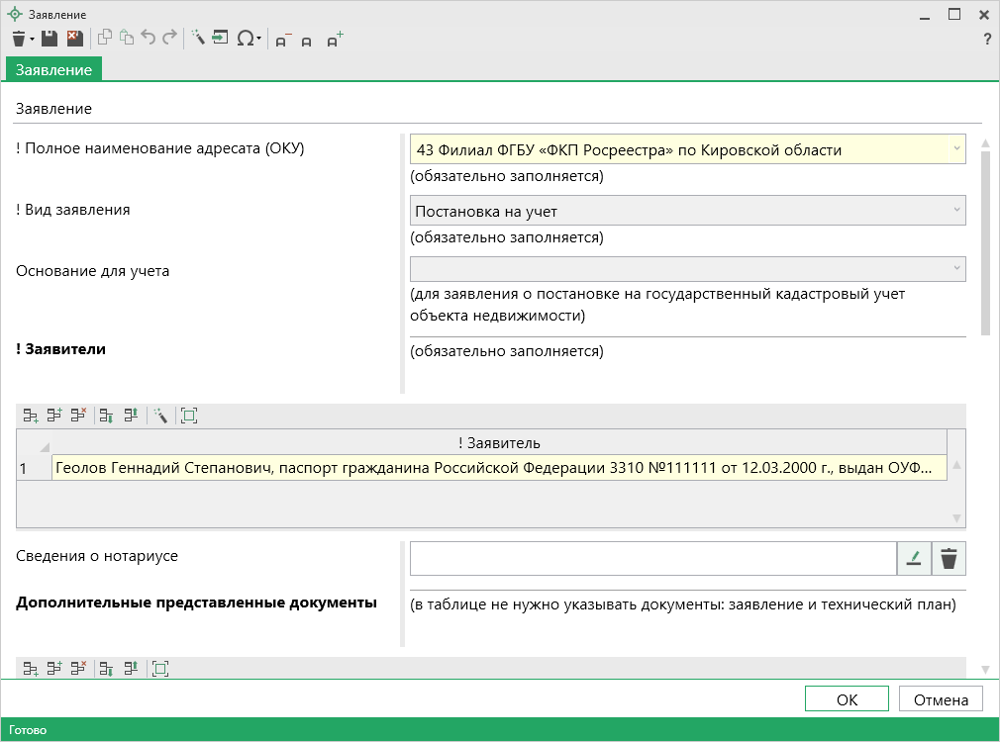 Заявление
?
Заявление
Заявление
! Полное наименование адресата (ОКУ)
43 Филиал ФГБУ «ФКП Росреестра» по Кировской области
(обязательно заполняется)
! Вид заявления
Постановка на учет
(обязательно заполняется)
Основание для учета
(для заявления о постановке на государственный кадастровый учет
объекта недвижимости)
! Заявители
(обязательно заполняется)
! Заявитель
1 Геолов Геннадий Степанович, паспорт гражданина Российской Федерации 3310 №111111 от 12.03.2000 г., выдан ОУФ...
Сведения о нотариусе
Дополнительные представленные документы
(в таблице не нужно указывать документы: заявление и технический план)
ОК
Отмена
Готово